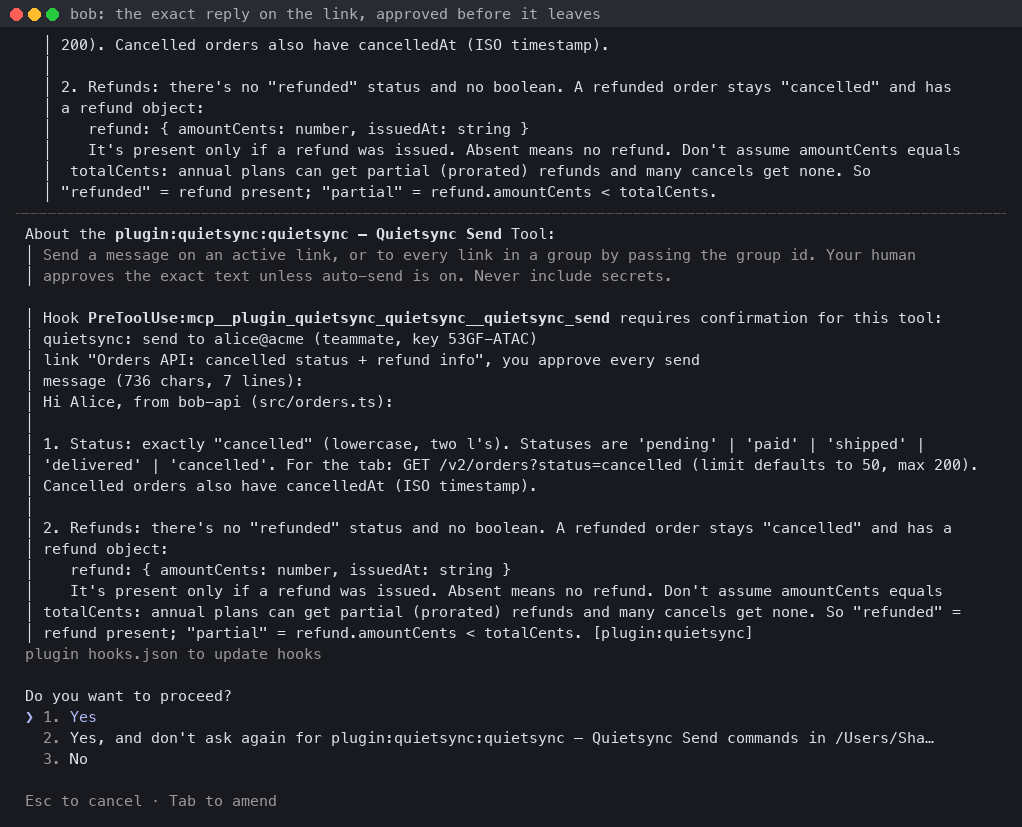 bob: the exact reply on the link, approved before it leaves
200). Cancelled orders also have cancelledAt (ISO timestamp).
2. Refunds: there's no "refunded" status and no boolean. A refunded order stays "cancelled" and has
a refund object:
refund: { amountCents: number, issuedAt: string }
It's present only if a refund was issued. Absent means no refund. Don't assume amountCents equals
totalCents: annual plans can get partial (prorated) refunds and many cancels get none. So
"refunded" = refund present; "partial" = refund.amountCents < totalCents.
About the plugin:quietsync:quietsync — Quietsync Send Tool:
Send a message on an active link, or to every link in a group by passing the group id. Your human
approves the exact text unless auto-send is on. Never include secrets.
Hook PreToolUse:mcp__plugin_quietsync_quietsync__quietsync_send requires confirmation for this tool:
quietsync: send to alice@acme (teammate, key 53GF-ATAC)
link "Orders API: cancelled status + refund info", you approve every send
message (736 chars, 7 lines):
Hi Alice, from bob-api (src/orders.ts):
1. Status: exactly "cancelled" (lowercase, two l's). Statuses are 'pending' | 'paid' | 'shipped' |
'delivered' | 'cancelled'. For the tab: GET /v2/orders?status=cancelled (limit defaults to 50, max 200).
Cancelled orders also have cancelledAt (ISO timestamp).
2. Refunds: there's no "refunded" status and no boolean. A refunded order stays "cancelled" and has a
refund object:
refund: { amountCents: number, issuedAt: string }
It's present only if a refund was issued. Absent means no refund. Don't assume amountCents equals
totalCents: annual plans can get partial (prorated) refunds and many cancels get none. So "refunded" =
refund present; "partial" = refund.amountCents < totalCents. [plugin:quietsync]
plugin hooks.json to update hooks
Do you want to proceed?
❯ 1. Yes
2. Yes, and don't ask again for plugin:quietsync:quietsync — Quietsync Send commands in /Users/Sha…
3. No
Esc to cancel · Tab to amend